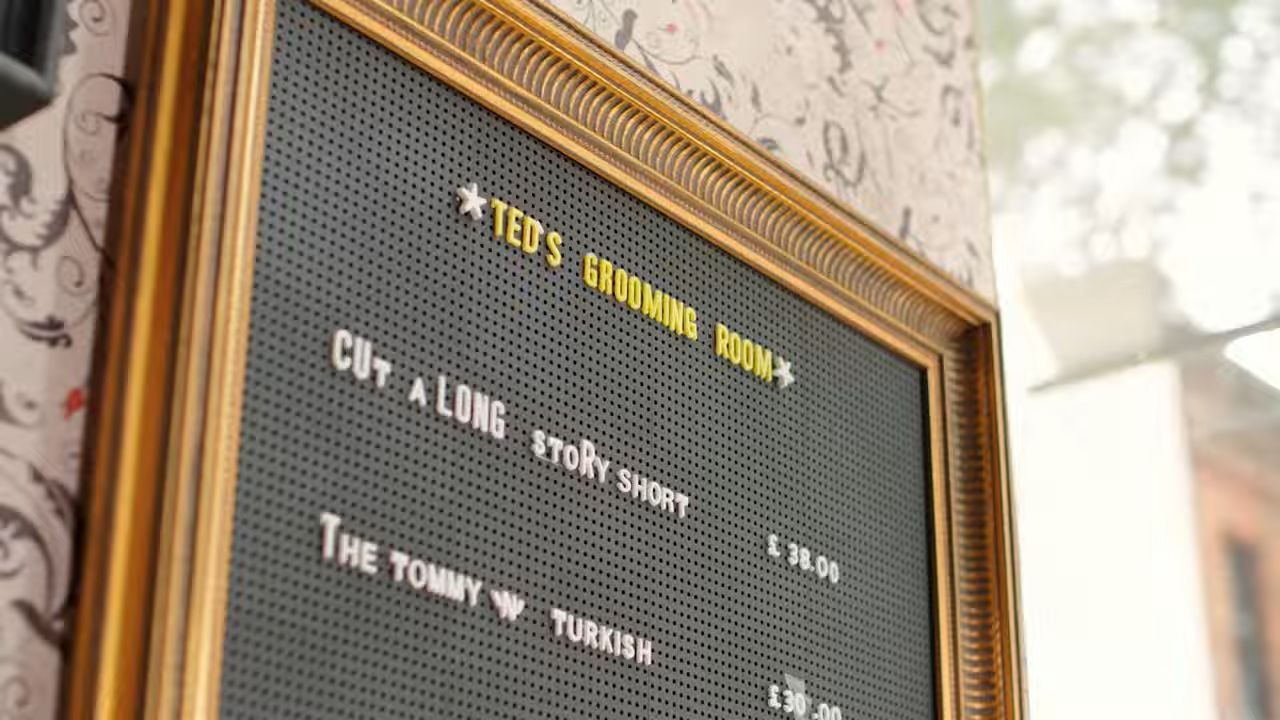 *TED'S GROOMING ROOM*
CUT A LONG STORY SHORT
£ 38.00
THE TOMMY W TURKISH
£30.00